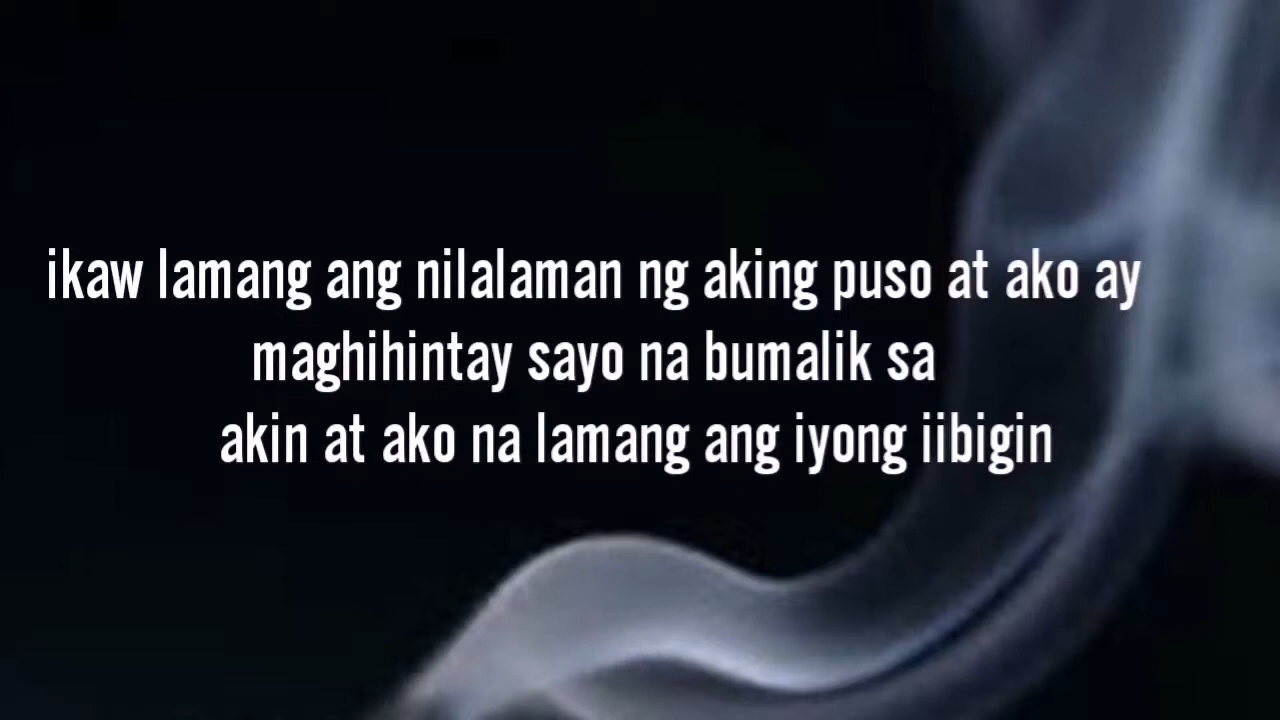 ikaw lamang ang nilalaman ng aking puso at ako ay
maghihintay sayo na bumalik sa
akin at ako na lamang ang iyong iibigin